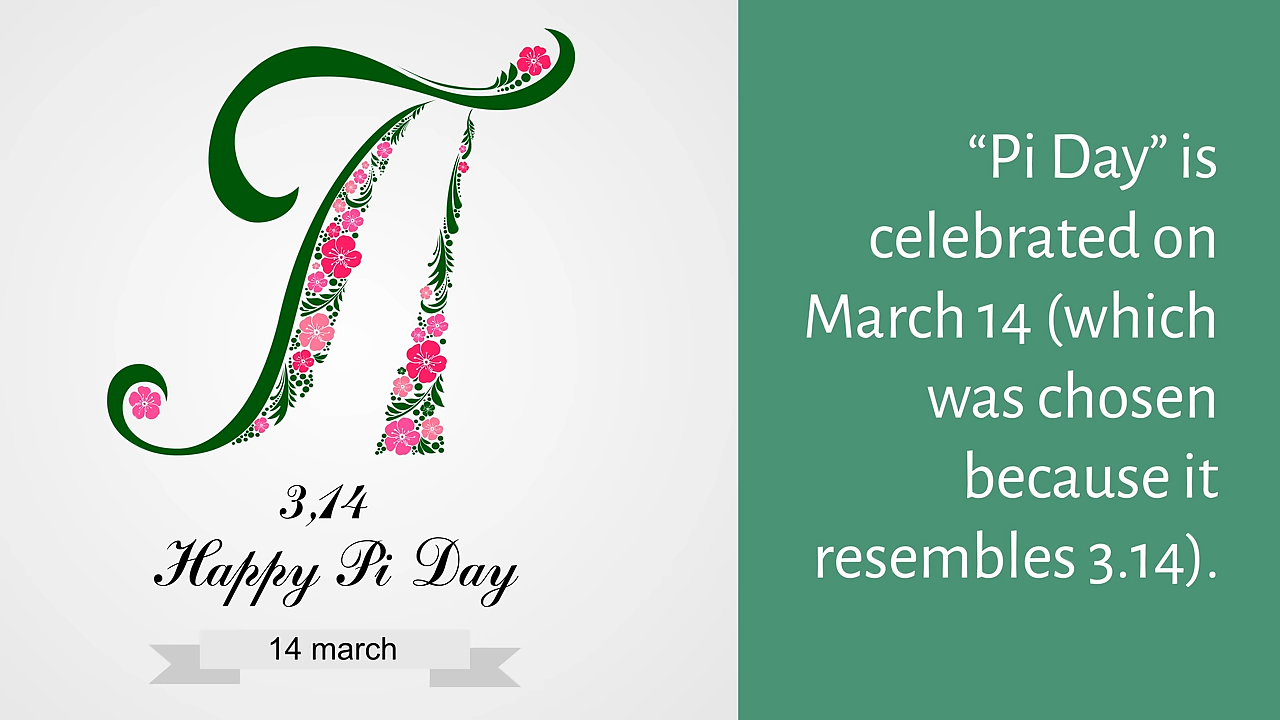 π
3,14
Happy Pi Day
14 march
“Pi Day” is
celebrated on
March 14 (which
was chosen
because it
resembles 3.14).